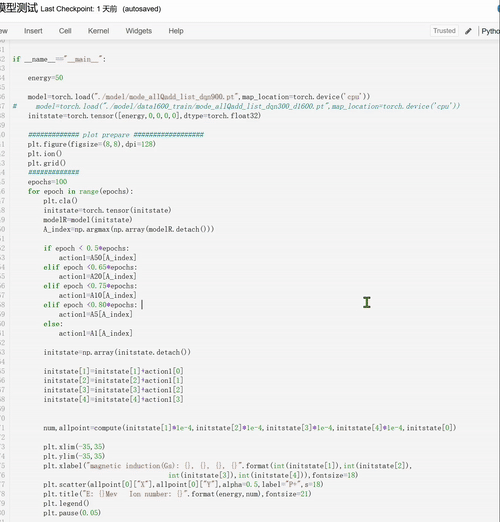 模型测试 Last Checkpoint: 1 天前 (autosaved)
Insert Cell Kernel Widgets Help Trusted
if __name__=="__main__":
energy=50
model=torch.load("./model/mode_allQadd_list_dqn900.pt",map_location=torch.device('cpu'))
# model=torch.load("./model/data1600_train/mode_allQadd_list_dqn300_d1600.pt",map_location=torch.device('cpu'))
initstate=torch.tensor([energy,0,0,0,0],dtype=torch.float32)
############# plot prepare ##################
plt.figure(figsize=(8,8),dpi=128)
plt.ion()
plt.grid()
#############
epochs=100
for epoch in range(epochs):
plt.cla()
initstate=torch.tensor(initstate)
modelR=model(initstate)
A_index=np.argmax(np.array(modelR.detach()))
if epoch < 0.5*epochs:
action1=A50[A_index]
elif epoch <0.65*epochs:
action1=A20[A_index]
elif epoch <0.75*epochs:
action1=A10[A_index]
elif epoch <0.80*epochs:
action1=A5[A_index]
else:
action1=A1[A_index]
initstate=np.array(initstate.detach())
initstate[1]=initstate[1]+action1[0]
initstate[2]=initstate[2]+action1[1]
initstate[3]=initstate[3]+action1[2]
initstate[4]=initstate[4]+action1[3]
num,allpoint=compute(initstate[1]*1e-4,initstate[2]*1e-4,initstate[3]*1e-4,initstate[4]*1e-4,initstate[0])
plt.xlim(-35,35)
plt.ylim(-35,35)
plt.xlabel("magnetic induction(Gs): {}, {}, {}, {}".format(int(initstate[1]),int(initstate[2]),
int(initstate[3]),int(initstate[4])),fontsize=18)
plt.scatter(allpoint[0]["X"],allpoint[0]["Y"],alpha=0.5,label="P+",s=18)
plt.title("E: {}Mev Ion number: {}".format(energy,num),fontsize=21)
plt.legend()
plt.pause(0.05)